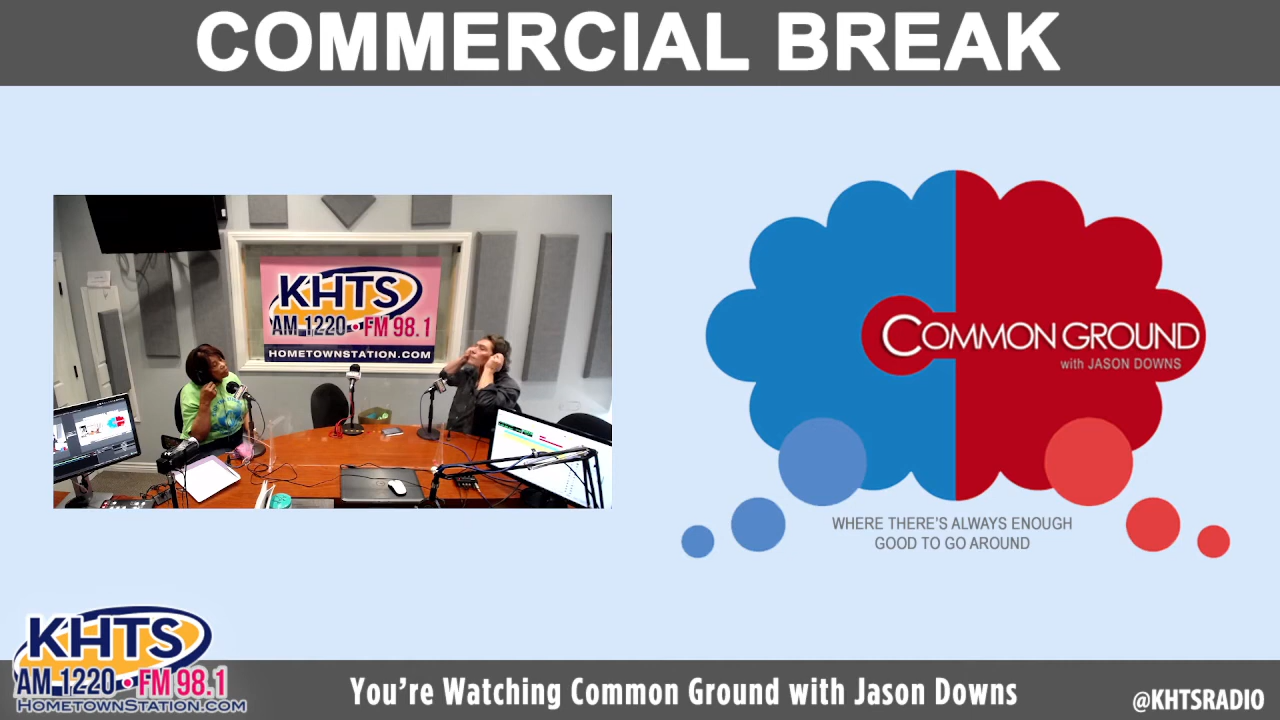 COMMERCIAL BREAK
KHTS
AM 1220 • FM 98.1
HOMETOWNSTATION.COM
COMMON GROUND
with JASON DOWNS
WHERE THERE'S ALWAYS ENOUGH
GOOD TO GO AROUND
KHTS
AM 1220 • FM 98.1
HOMETOWNSTATION.COM
You're Watching Common Ground with Jason Downs
@KHTSRADIO